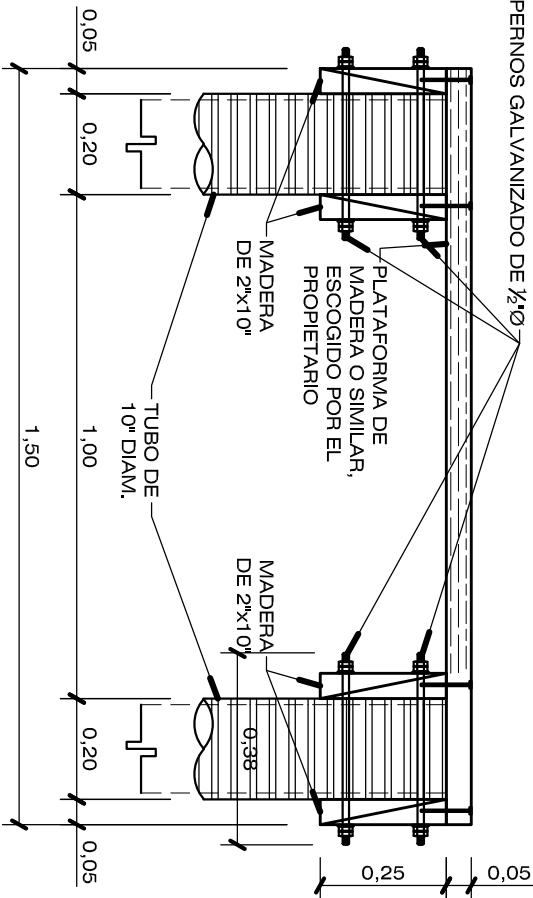 PERNOS GALVANIZADO DE ½"Ø
PLATAFORMA DE
MADERA O SIMILAR,
ESCOGIDO POR EL
PROPIETARIO
MADERA
DE 2"x10"
MADERA
DE 2"x10"
0,38
TUBO DE
10" DIAM.
0,05
0,20
1,00
0,20
0,05
1,50
0,25
0,05